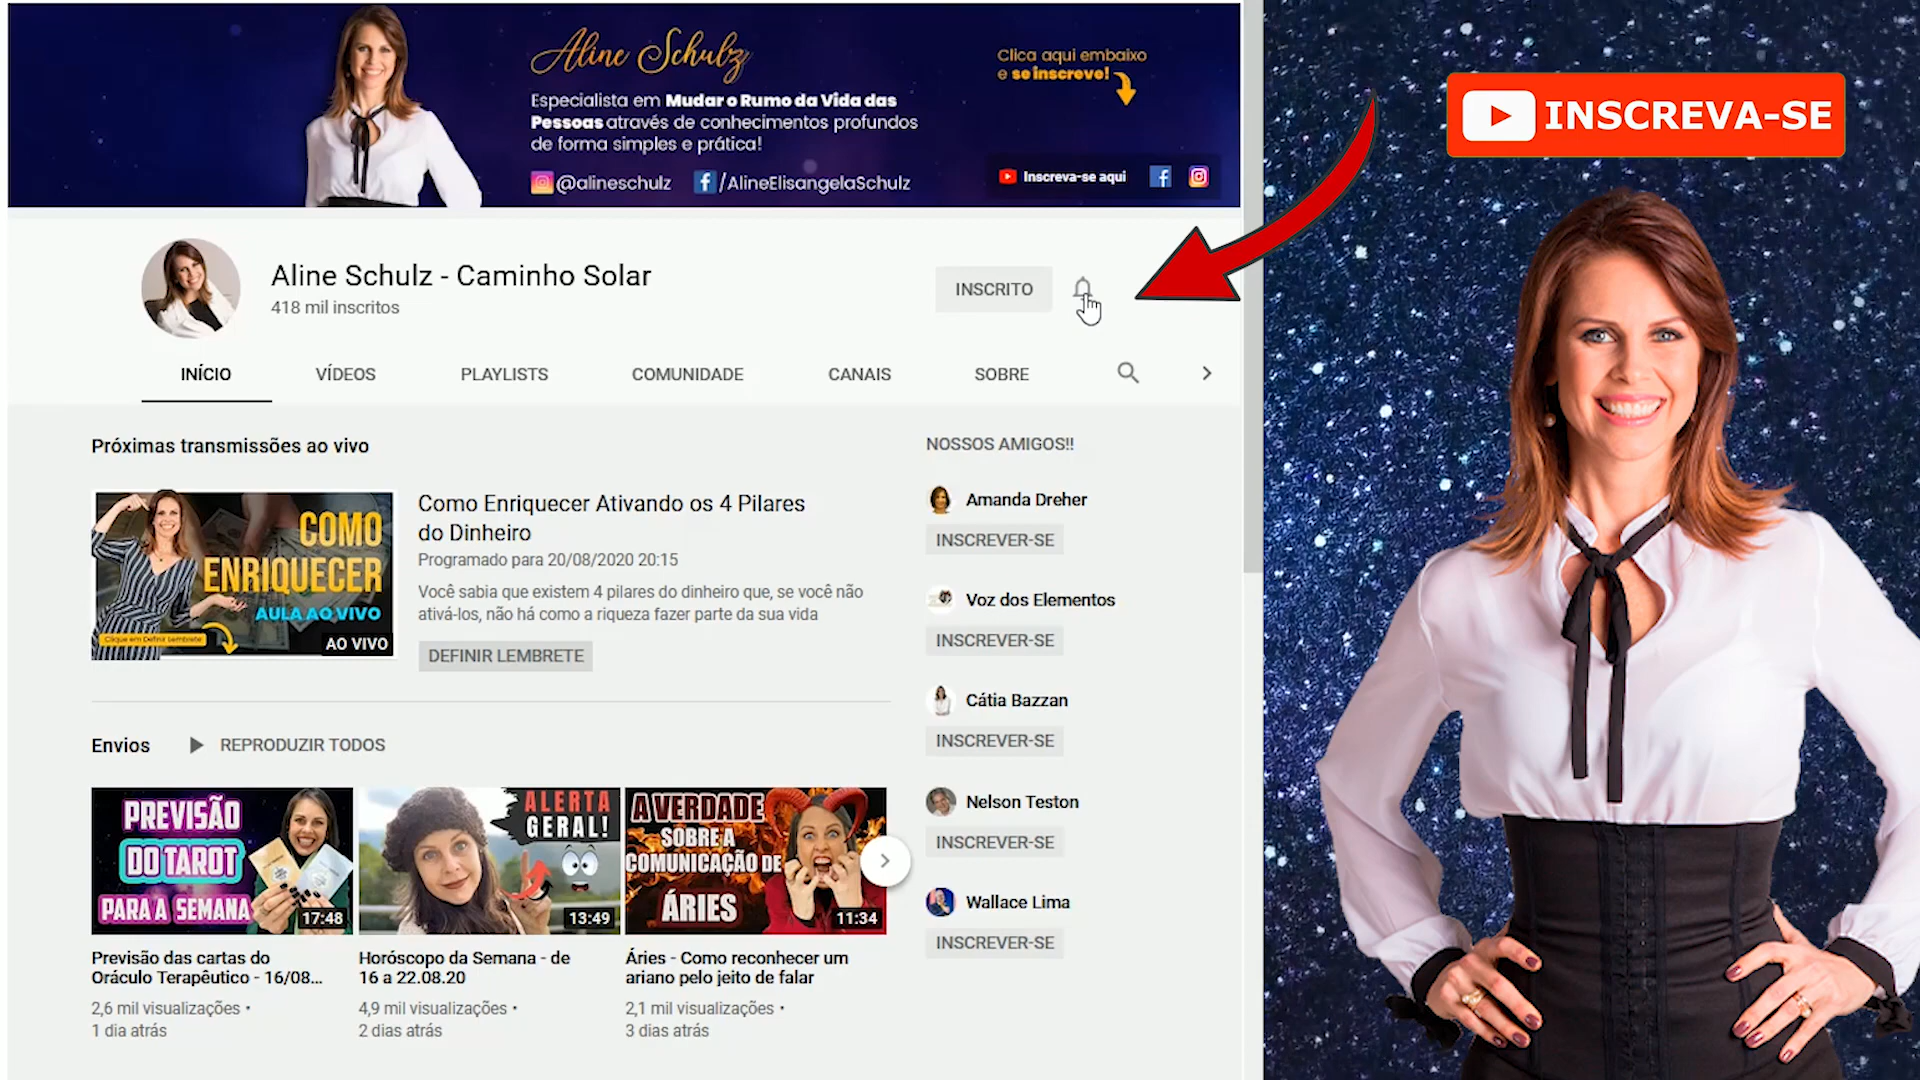 Aline Schulz
Especialista em Mudar o Rumo da Vida das
Pessoas através de conhecimentos profundos
de forma simples e prática!
@alineschulz
/AlineElisangelaSchulz
Clica aqui embaixo
e se inscreve!
Inscreva-se aqui
INSCREVA-SE
Aline Schulz - Caminho Solar
418 mil inscritos
INSCRITO
INÍCIO
VÍDEOS
PLAYLISTS
COMUNIDADE
CANAIS
SOBRE
Próximas transmissões ao vivo
COMO
ENRIQUECER
AULA AO VIVO
Clique em Definir Lembrete
AO VIVO
Como Enriquecer Ativando os 4 Pilares
do Dinheiro
Programado para 20/08/2020 20:15
Você sabia que existem 4 pilares do dinheiro que, se você não
ativá-los, não há como a riqueza fazer parte da sua vida
DEFINIR LEMBRETE
Envios
REPRODUZIR TODOS
PREVISÃO
DO TAROT
PARA A SEMANA
17:48
Previsão das cartas do
Oráculo Terapêutico - 16/08...
2,6 mil visualizações •
1 dia atrás
ALERTA
GERAL!
13:49
Horóscopo da Semana - de
16 a 22.08.20
4,9 mil visualizações •
2 dias atrás
A VERDADE
SOBRE A
COMUNICAÇÃO DE
ÁRIES
11:34
Áries - Como reconhecer um
ariano pelo jeito de falar
2,1 mil visualizações •
3 dias atrás
NOSSOS AMIGOS!!
Amanda Dreher
INSCREVER-SE
Voz dos Elementos
INSCREVER-SE
Cátia Bazzan
INSCREVER-SE
Nelson Teston
INSCREVER-SE
Wallace Lima
INSCREVER-SE